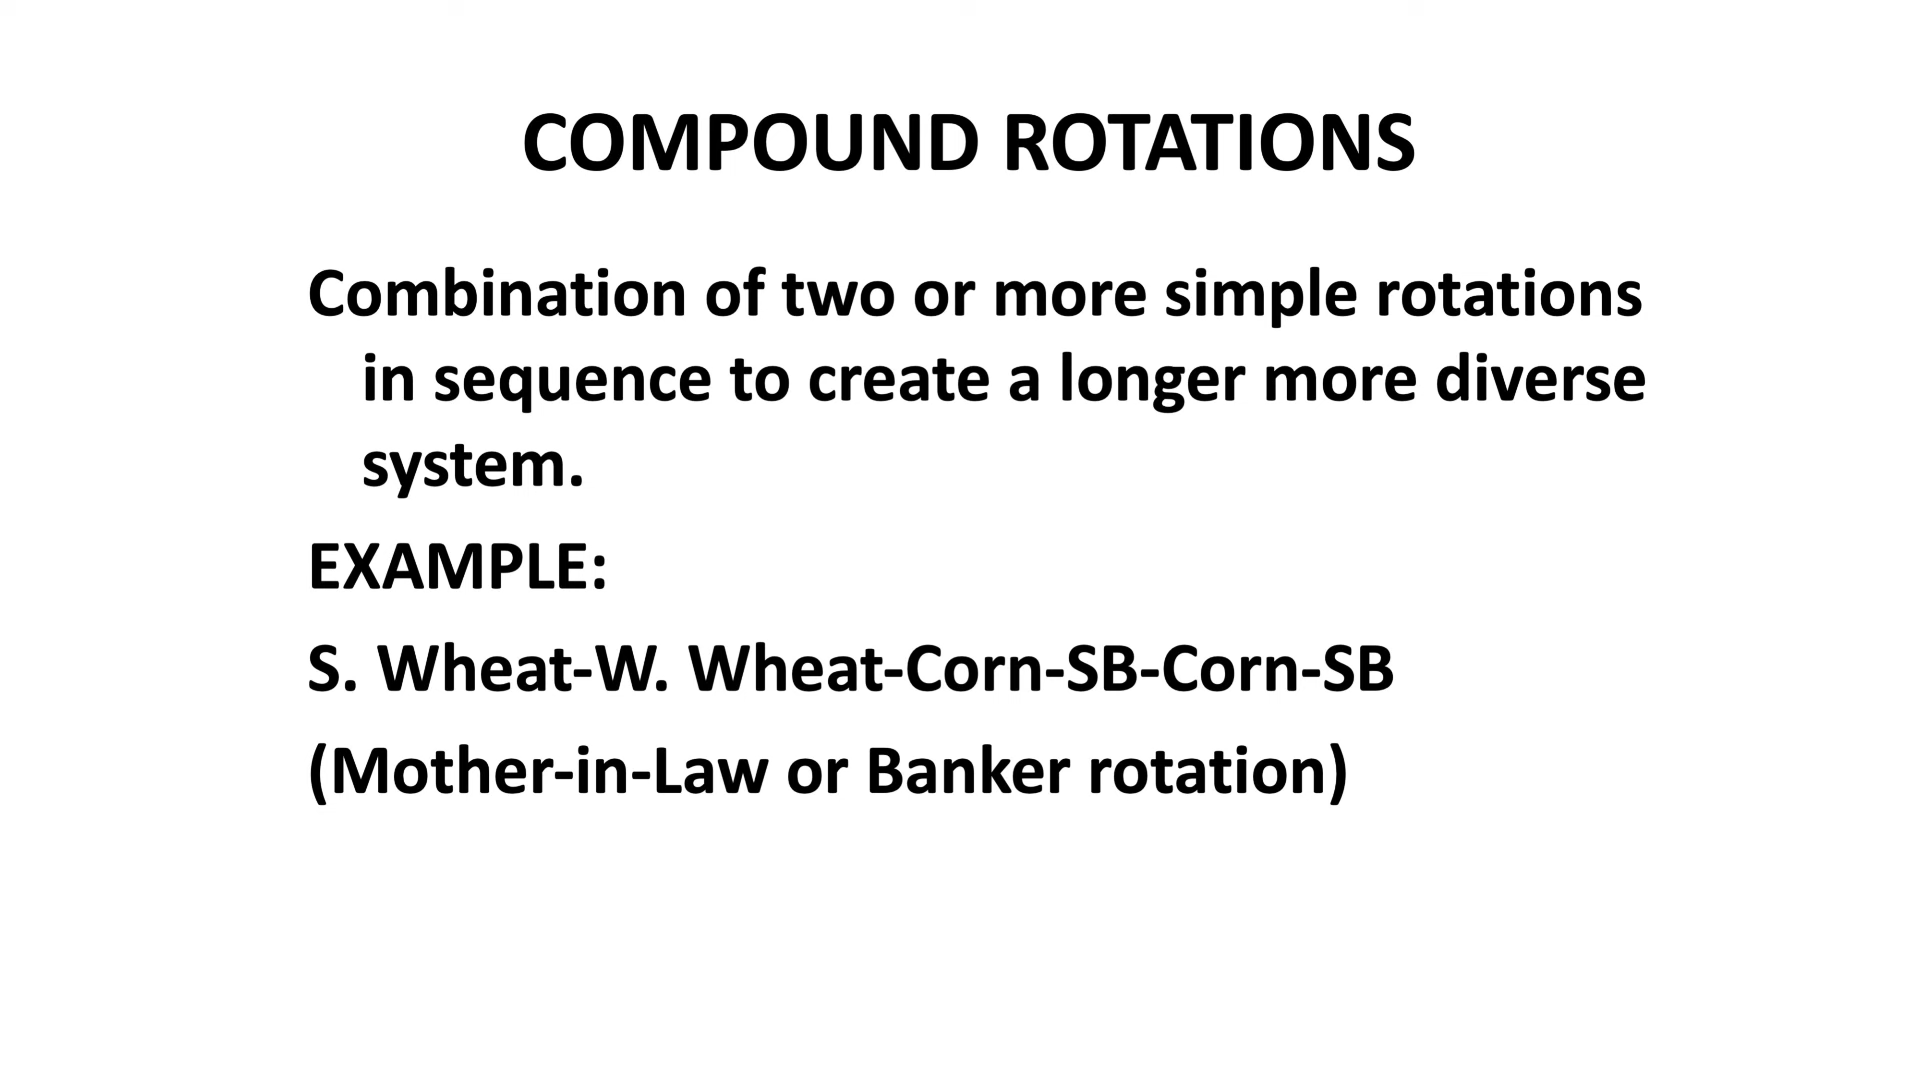 COMPOUND ROTATIONS
Combination of two or more simple rotations
in sequence to create a longer more diverse
system.
EXAMPLE:
S. Wheat-W. Wheat-Corn-SB-Corn-SB
(Mother-in-Law or Banker rotation)